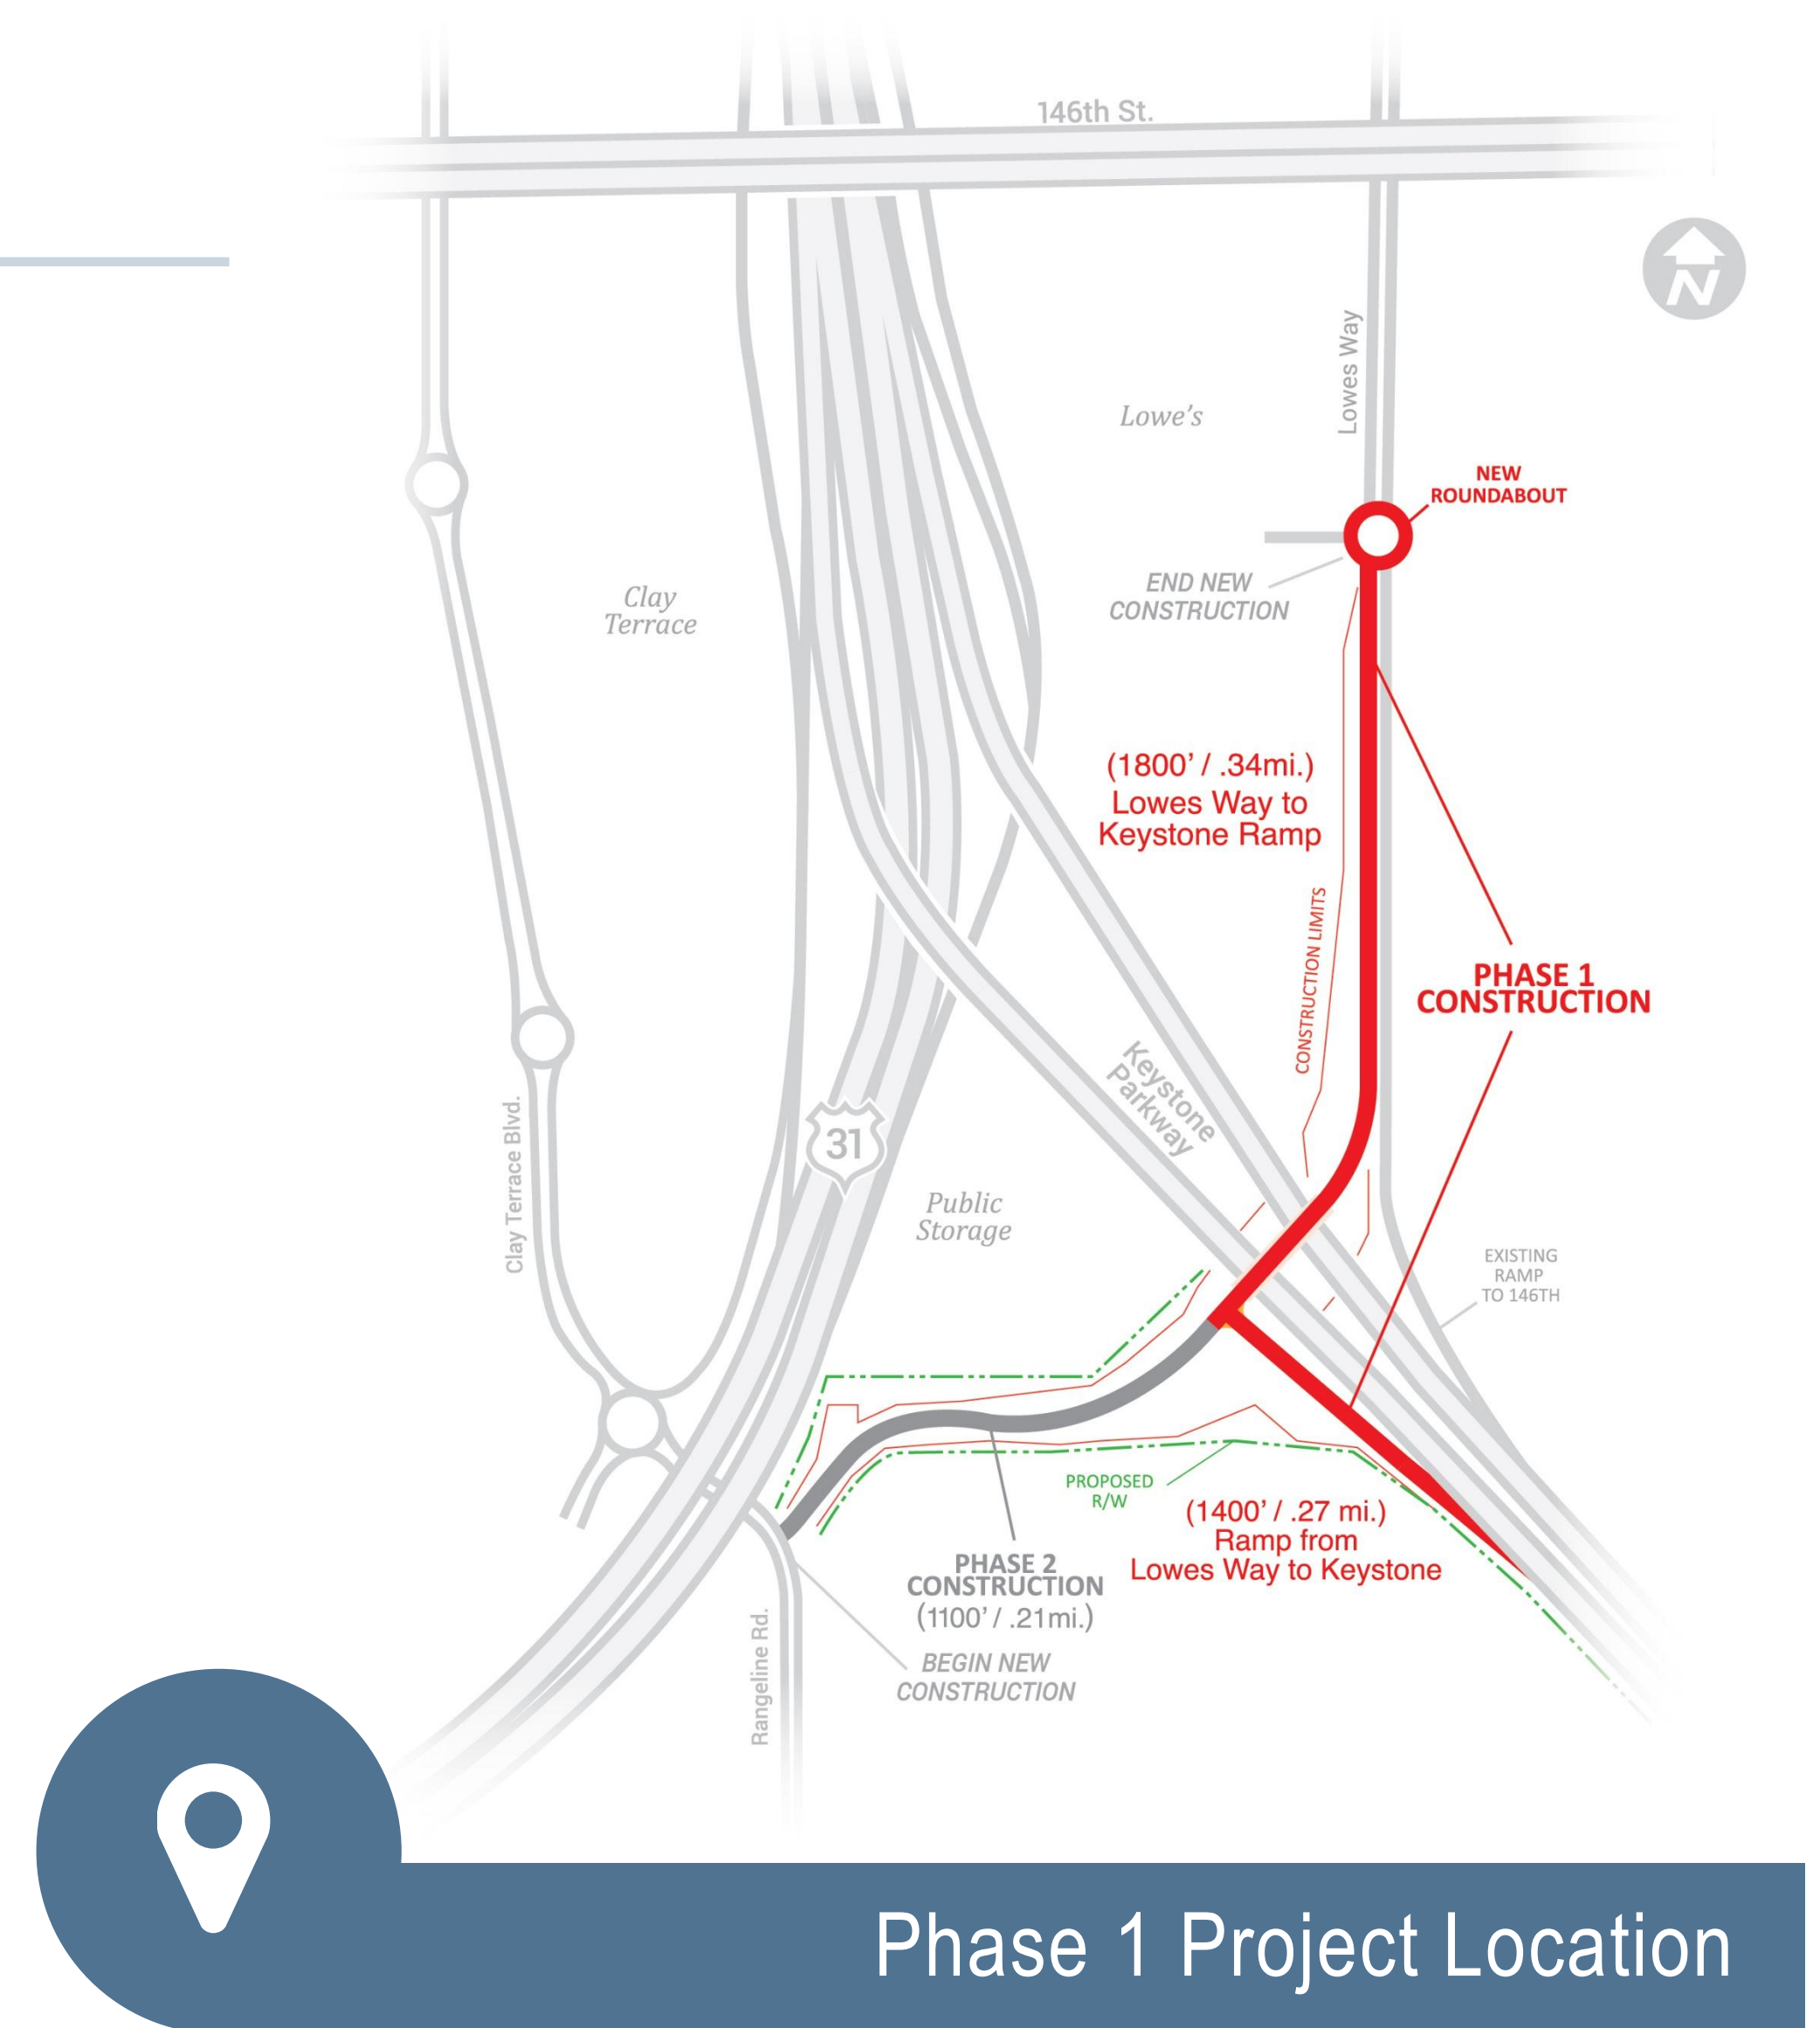 146th St.
N
Lowes Way
Lowe's
NEW
ROUNDABOUT
END NEW
CONSTRUCTION
Clay
Terrace
(1800' / .34mi.)
Lowes Way to
Keystone Ramp
CONSTRUCTION LIMITS
PHASE 1
CONSTRUCTION
Keystone
Parkway
Clay Terrace Blvd.
31
Public
Storage
EXISTING
RAMP
TO 146TH
PROPOSED
R/W
(1400' / .27 mi.)
Ramp from
Lowes Way to Keystone
PHASE 2
CONSTRUCTION
(1100' / .21mi.)
Rangeline Rd.
BEGIN NEW
CONSTRUCTION
Phase 1 Project Location